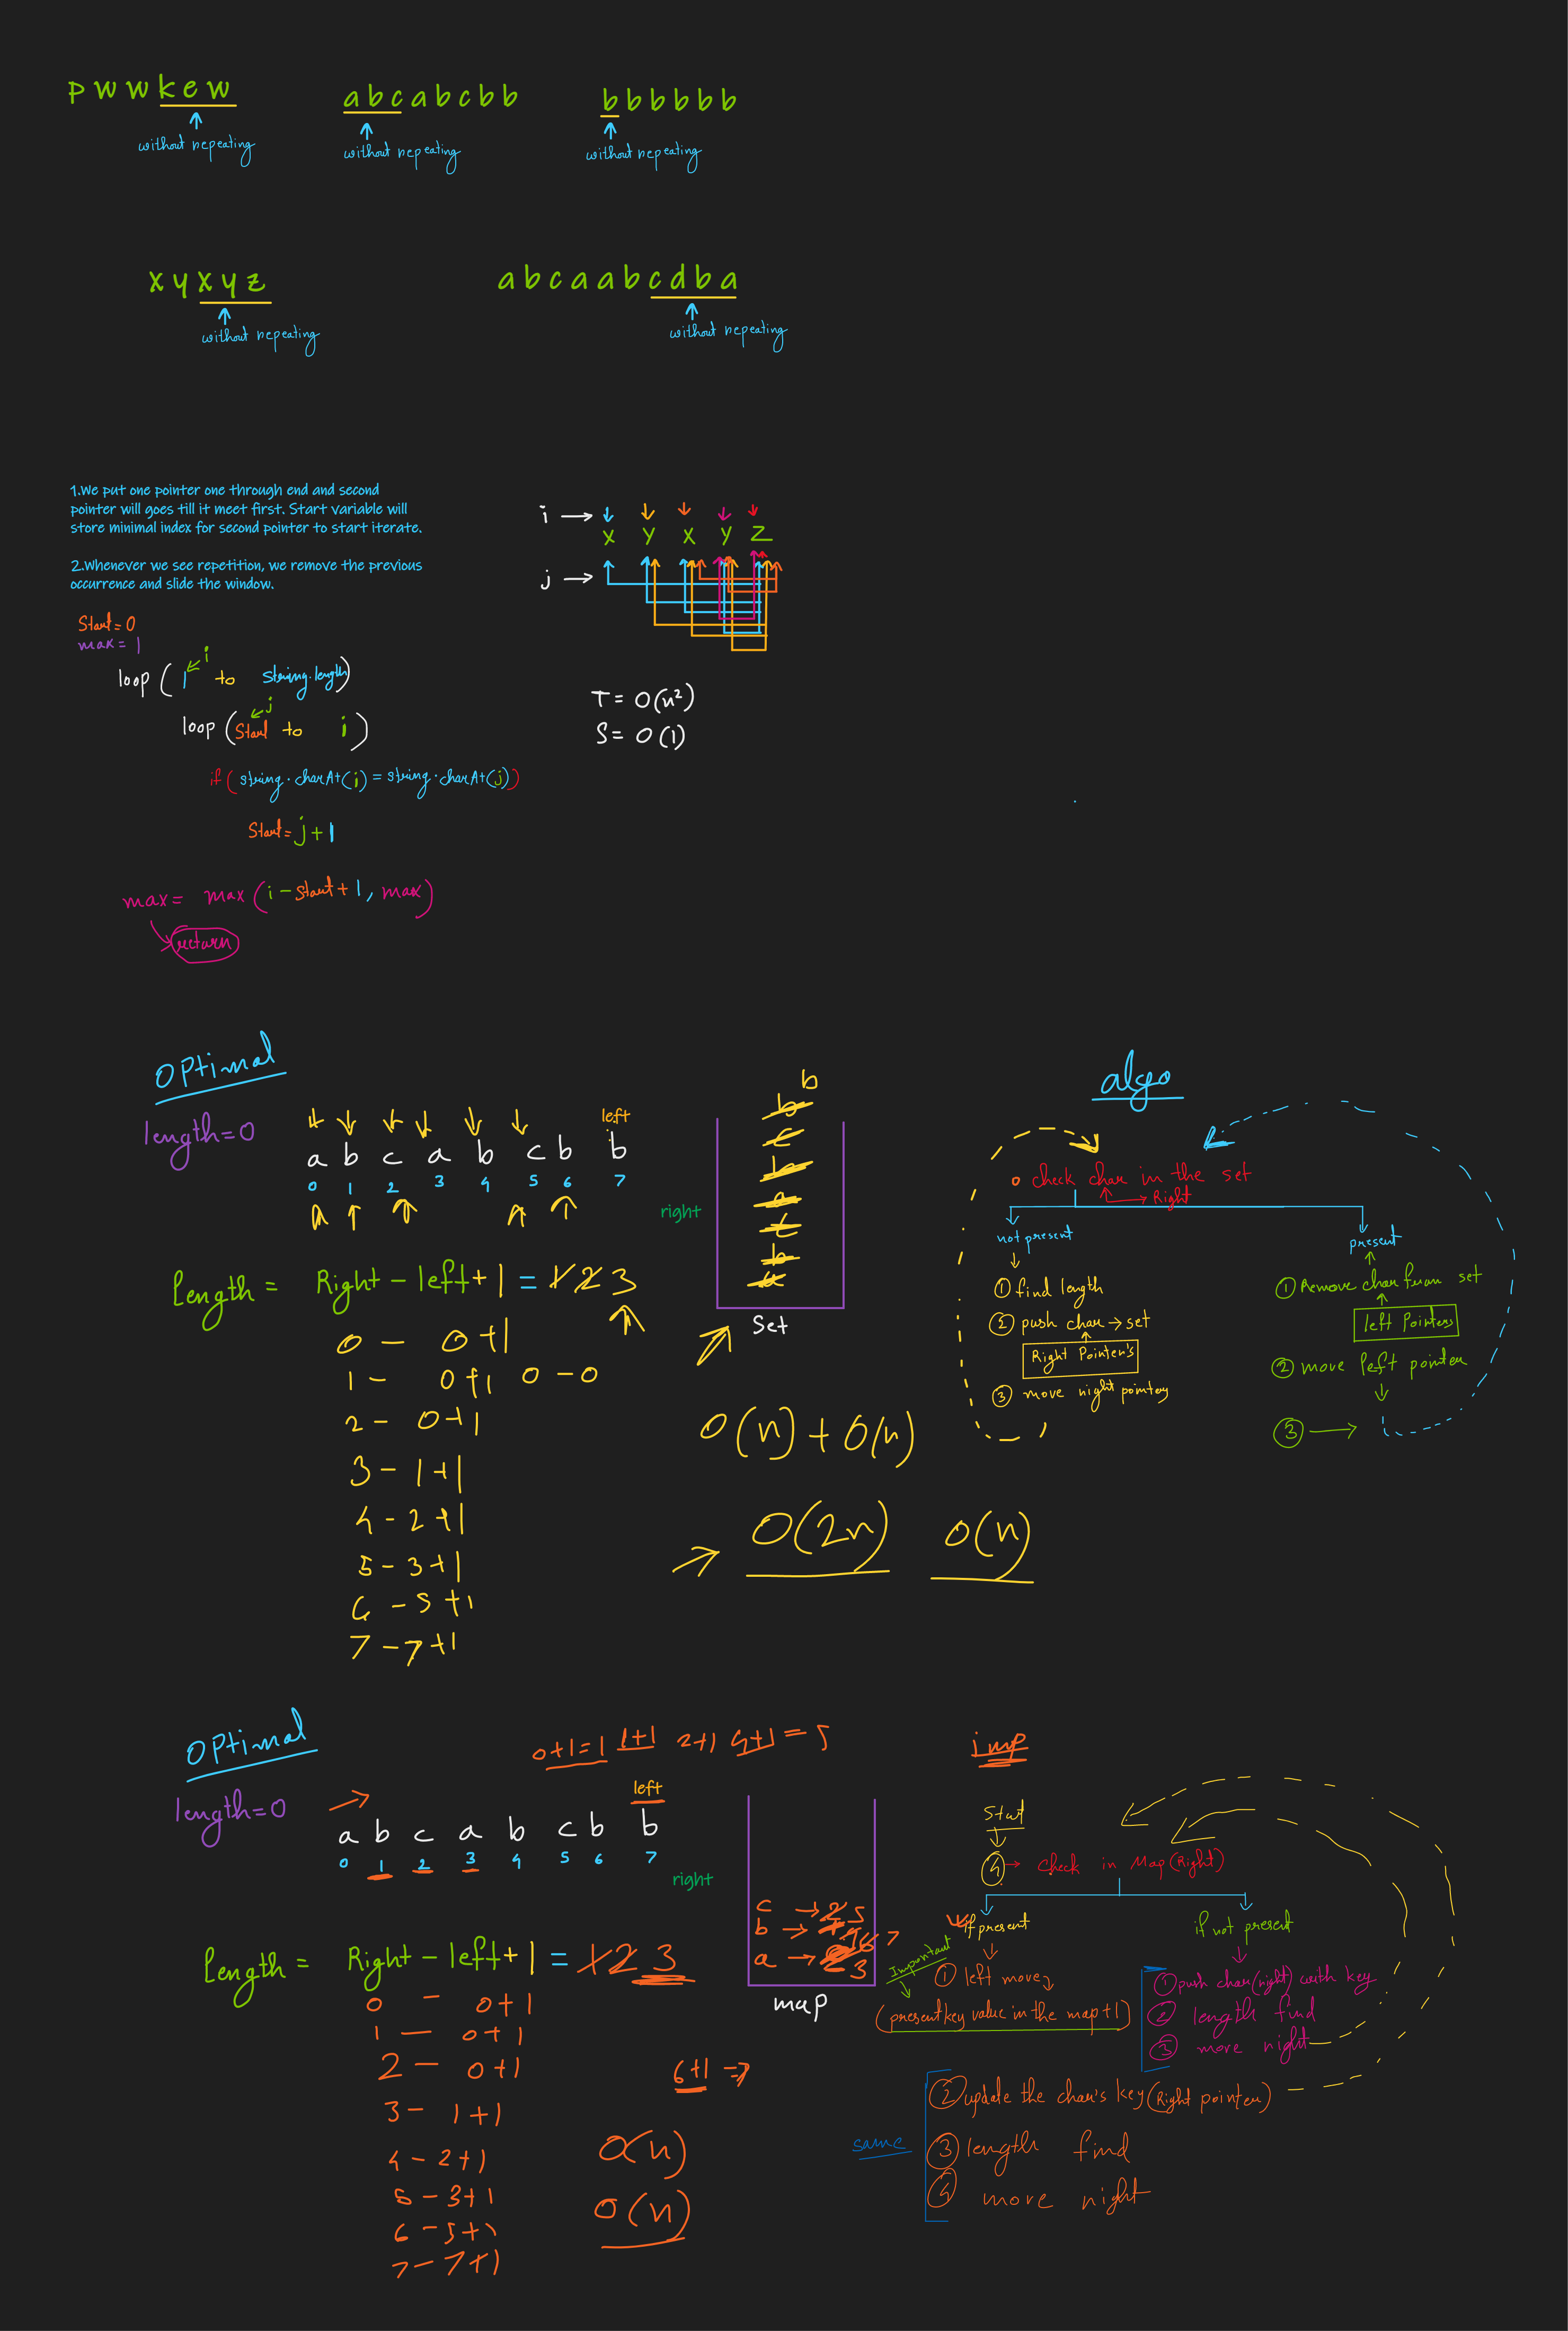 p w w k e w
without repeating
a b c a b c b b
without repeating
b b b b b b
without repeating
x y x y z
without repeating
a b c a a b c d b a
without repeating
1.We put one pointer one through end and second
pointer will goes till it meet first. Start variable will
store minimal index for second pointer to start iterate.
2.Whenever we see repetition, we remove the previous
occurrence and slide the window.
i →
x y x y z
j →
Start = 0
max = 1
i
loop ( 1 to string.length)
j
loop (Start to i )
if ( string.charAt(i) = string.charAt(j))
Start = j + 1
max = max ( i - Start + 1, max)
return
T = O(n²)
S = O(1)
Optimal
length = 0
left
a b c a b c b b
0 1 2 3 4 5 6 7
right
Length = Right - left + 1 = 1 2 3
0 - 0+1
1 - 0+1 0 - 0
2 - 0+1
3 - 1+1
4 - 2+1
5 - 3+1
6 - 5+1
7 - 7+1
b
b
c
b
a
c
b
a
Set
O(n) + O(n)
→ O(2n) O(n)
algo
check char in the set
→ Right
not present
① find length
② push char → set
Right Pointer's
③ move right pointer
present
① Remove char from set
left Pointers
② move left pointer
③ →
Optimal
length = 0
0+1=1 1+1 2+1 4+1 = 5
left
a b c a b c b b
0 1 2 3 4 5 6 7
right
Length = Right - left + 1 = 1 2 3
0 - 0+1
1 - 0+1
2 - 0+1
3 - 1+1
4 - 2+1
5 - 3+1
6 - 5+1
7 - 7+1
6+1 = 7
O(n)
O(n)
c → 2 5
b → 1 4 6 7
a → 0 3
map
imp
Start
4 → check in Map(Right)
if present
Important
① left move
(present key value in the map + 1)
② update the char's key (Right pointer)
same
③ length find
④ move right
if not present
① push char(right) with key
② length find
③ move right